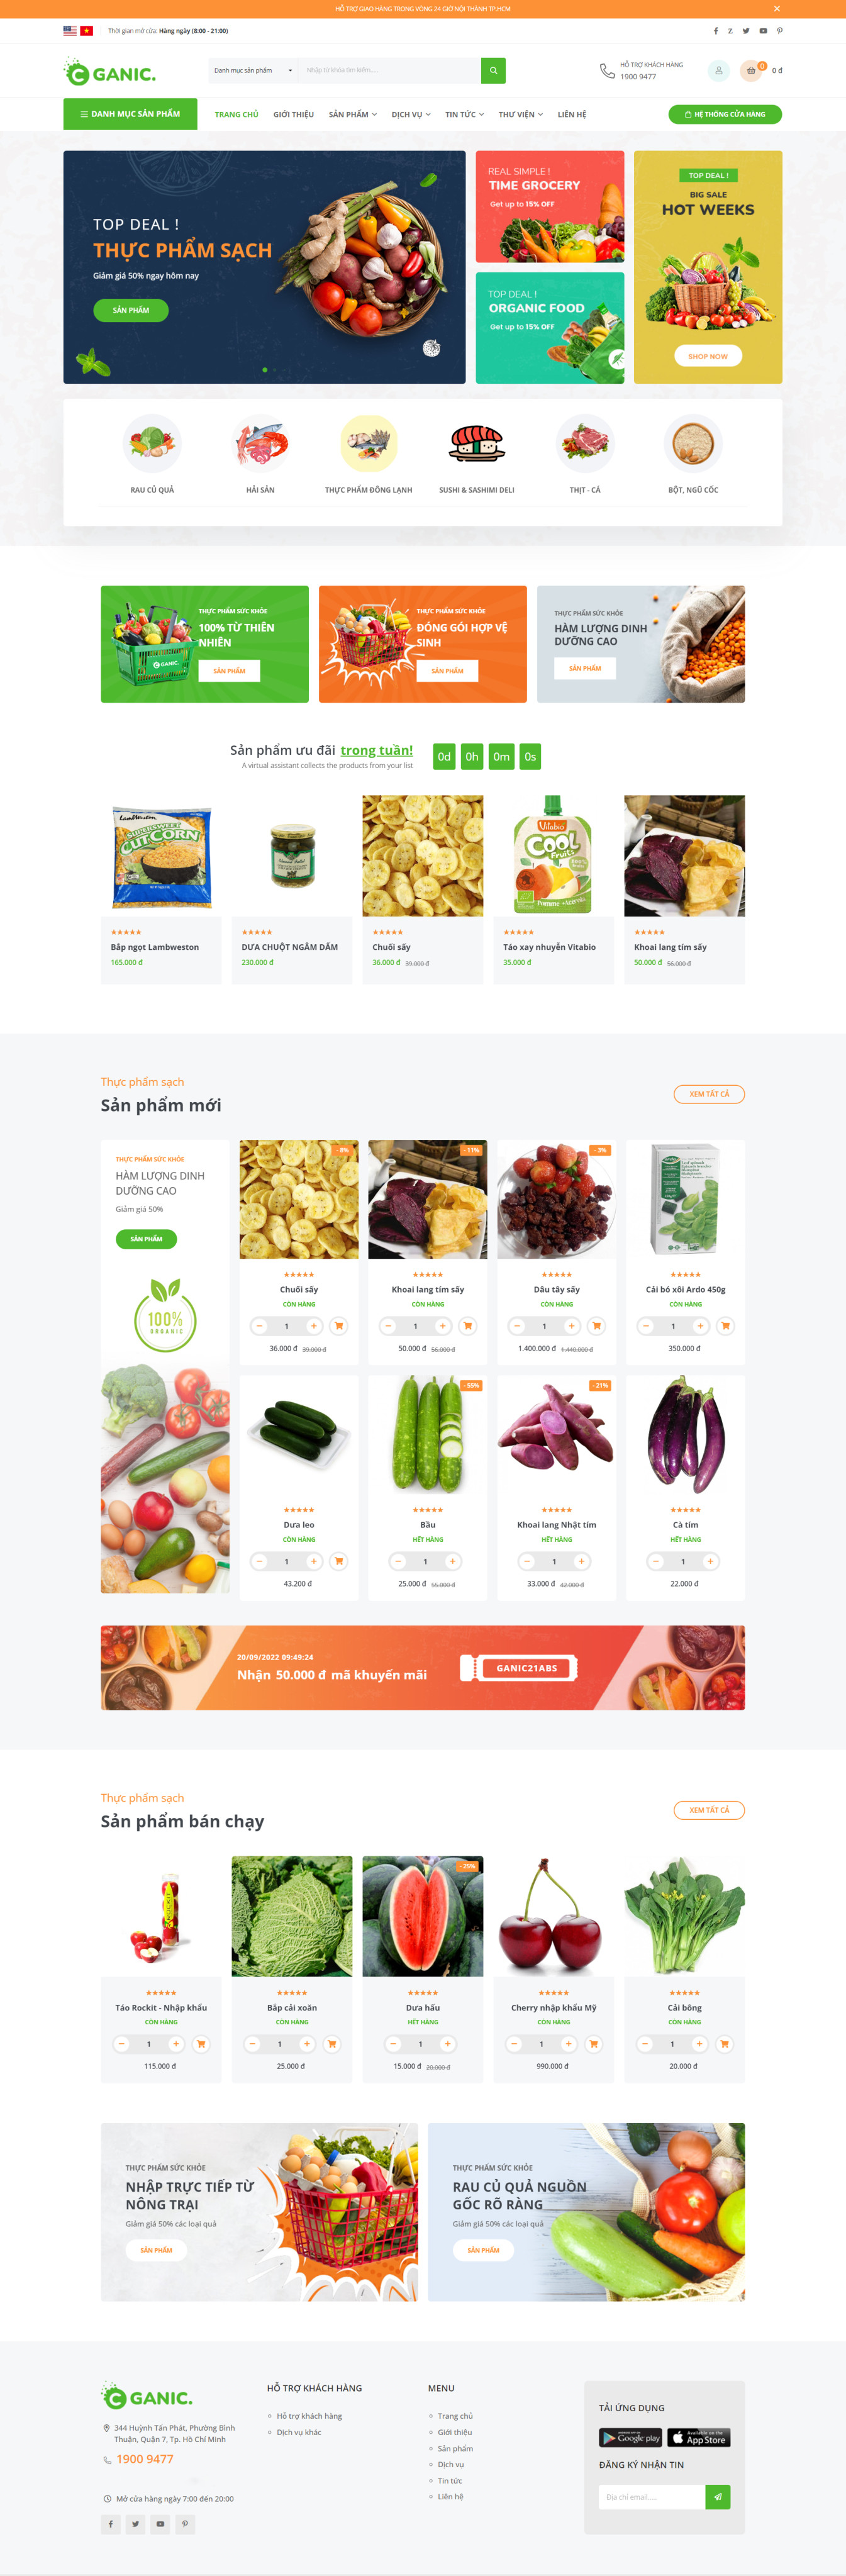 HỖ TRỢ GIAO HÀNG TRONG VÒNG 24 GIỜ NỘI THÀNH TP.HCM
Thời gian mở cửa: Hàng ngày (8:00 - 21:00)
GANIC.
Danh mục sản phẩm
Nhập từ khóa tìm kiếm.....
HỖ TRỢ KHÁCH HÀNG
1900 9477
0
0 đ
DANH MỤC SẢN PHẨM
TRANG CHỦ
GIỚI THIỆU
SẢN PHẨM
DỊCH VỤ
TIN TỨC
THƯ VIỆN
LIÊN HỆ
HỆ THỐNG CỬA HÀNG
TOP DEAL !
THỰC PHẨM SẠCH
Giảm giá 50% ngay hôm nay
SẢN PHẨM
REAL SIMPLE !
TIME GROCERY
Get up to 15% OFF
TOP DEAL !
ORGANIC FOOD
Get up to 15% OFF
TOP DEAL !
BIG SALE
HOT WEEKS
SHOP NOW
RAU CỦ QUẢ
HẢI SẢN
THỰC PHẨM ĐÔNG LẠNH
SUSHI & SASHIMI DELI
THỊT - CÁ
BỘT, NGŨ CỐC
THỰC PHẨM SỨC KHỎE
100% TỪ THIÊN
NHIÊN
SẢN PHẨM
GANIC.
THỰC PHẨM SỨC KHỎE
ĐÓNG GÓI HỢP VỆ
SINH
SẢN PHẨM
THỰC PHẨM SỨC KHỎE
HÀM LƯỢNG DINH
DƯỠNG CAO
SẢN PHẨM
Sản phẩm ưu đãi trong tuần!
A virtual assistant collects the products from your list
0d
0h
0m
0s
LambWeston
SUPERSWEET
CUT CORN
Vitabio
Cool
Fruits
Pomme
Bắp ngọt Lambweston
165.000 đ
DƯA CHUỘT NGÂM DẤM
230.000 đ
Chuối sấy
36.000 đ 39.000 đ
Táo xay nhuyễn Vitabio
35.000 đ
Khoai lang tím sấy
50.000 đ 56.000 đ
Thực phẩm sạch
Sản phẩm mới
XEM TẤT CẢ
THỰC PHẨM SỨC KHỎE
HÀM LƯỢNG DINH
DƯỠNG CAO
Giảm giá 50%
SẢN PHẨM
100%
ORGANIC
- 8%
Chuối sấy
CÒN HÀNG
1
36.000 đ 39.000 đ
- 11%
Khoai lang tím sấy
CÒN HÀNG
1
50.000 đ 56.000 đ
- 3%
Dâu tây sấy
CÒN HÀNG
1
1.400.000 đ 1.440.000 đ
Cải bó xôi Ardo 450g
CÒN HÀNG
1
350.000 đ
Dưa leo
CÒN HÀNG
1
43.200 đ
- 55%
Bầu
HẾT HÀNG
1
25.000 đ 55.000 đ
- 21%
Khoai lang Nhật tím
HẾT HÀNG
1
33.000 đ 42.000 đ
Cà tím
HẾT HÀNG
1
22.000 đ
20/09/2022 09:49:24
Nhận 50.000 đ mã khuyến mãi
GANIC21ABS
Thực phẩm sạch
Sản phẩm bán chạy
XEM TẤT CẢ
ROCKIT
Táo Rockit - Nhập khẩu
CÒN HÀNG
1
115.000 đ
Bắp cải xoăn
CÒN HÀNG
1
25.000 đ
- 25%
Dưa hấu
HẾT HÀNG
1
15.000 đ 20.000 đ
Cherry nhập khẩu Mỹ
CÒN HÀNG
1
990.000 đ
Cải bông
CÒN HÀNG
1
20.000 đ
THỰC PHẨM SỨC KHỎE
NHẬP TRỰC TIẾP TỪ
NÔNG TRẠI
Giảm giá 50% các loại quả
SẢN PHẨM
THỰC PHẨM SỨC KHỎE
RAU CỦ QUẢ NGUỒN
GỐC RÕ RÀNG
Giảm giá 50% các loại quả
SẢN PHẨM
GANIC.
344 Huỳnh Tấn Phát, Phường Bình
Thuận, Quận 7, Tp. Hồ Chí Minh
1900 9477
Mở cửa hàng ngày 7:00 đến 20:00
HỖ TRỢ KHÁCH HÀNG
Hỗ trợ khách hàng
Dịch vụ khác
MENU
Trang chủ
Giới thiệu
Sản phẩm
Dịch vụ
Tin tức
Liên hệ
TẢI ỨNG DỤNG
Google play
Available on the
App Store
ĐĂNG KÝ NHẬN TIN
Địa chỉ email.....